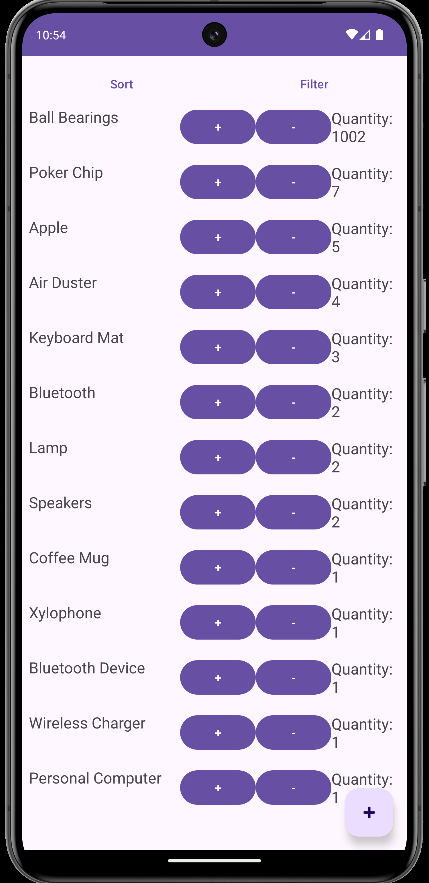 10:54
Sort Filter
Ball Bearings + - Quantity:
1002
Poker Chip + - Quantity:
7
Apple + - Quantity:
5
Air Duster + - Quantity:
4
Keyboard Mat + - Quantity:
3
Bluetooth + - Quantity:
2
Lamp + - Quantity:
2
Speakers + - Quantity:
2
Coffee Mug + - Quantity:
1
Xylophone + - Quantity:
1
Bluetooth Device + - Quantity:
1
Wireless Charger + - Quantity:
1
Personal Computer + - Quantity:
1
+